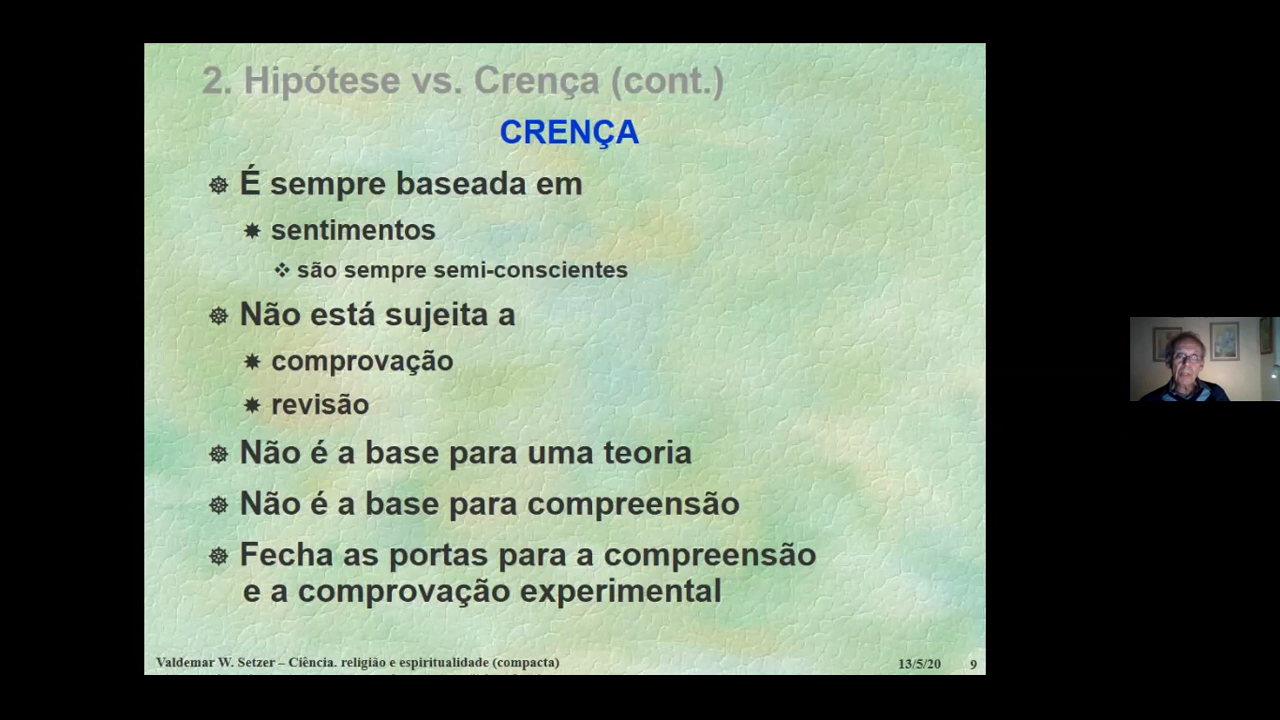 2. Hipótese vs. Crença (cont.)
CRENÇA
É sempre baseada em
sentimentos
são sempre semi-conscientes
Não está sujeita a
comprovação
revisão
Não é a base para uma teoria
Não é a base para compreensão
Fecha as portas para a compreensão
e a comprovação experimental
Valdemar W. Setzer – Ciência. religião e espiritualidade (compacta) 13/5/20 9